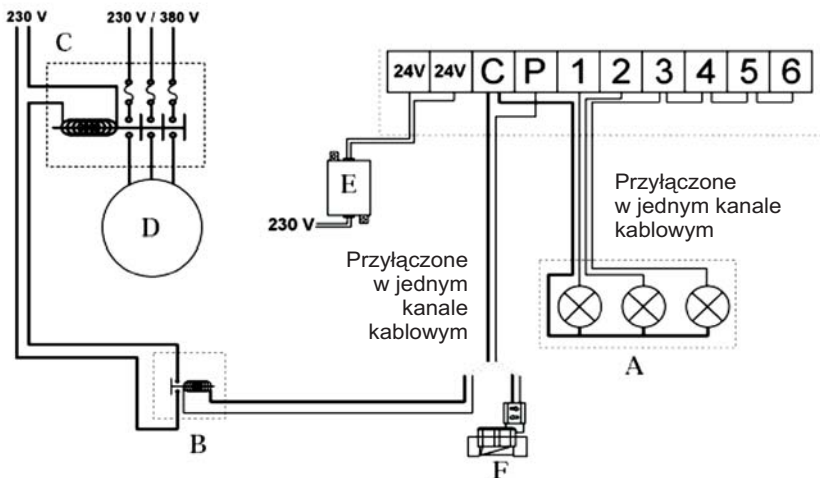 230 V
230 V / 380 V
C
24V 24V C P 1 2 3 4 5 6
E
D
230 V
Przyłączone
w jednym kanale
kablowym
Przyłączone
w jednym
kanale
kablowym
A
B
F